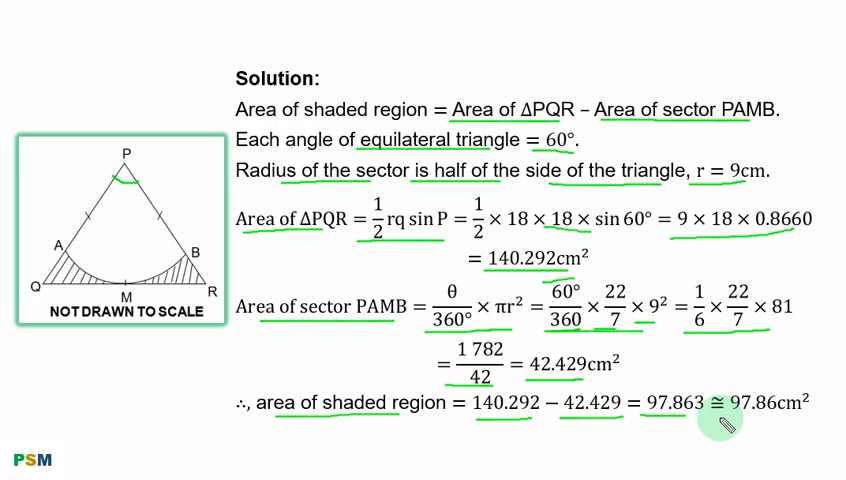 Solution:
Area of shaded region = Area of ΔPQR – Area of sector PAMB.
Each angle of equilateral triangle = 60°.
Radius of the sector is half of the side of the triangle, r = 9cm.
Area of ΔPQR = 1/2 rq sin P = 1/2 × 18 × 18 × sin 60° = 9 × 18 × 0.8660
= 140.292cm²
Area of sector PAMB = θ/360° × πr² = 60°/360 × 22/7 × 9² = 1/6 × 22/7 × 81
= 1 782/42 = 42.429cm²
∴, area of shaded region = 140.292 − 42.429 = 97.863 ≅ 97.86cm²
P
A
B
Q
M
R
NOT DRAWN TO SCALE
PSM